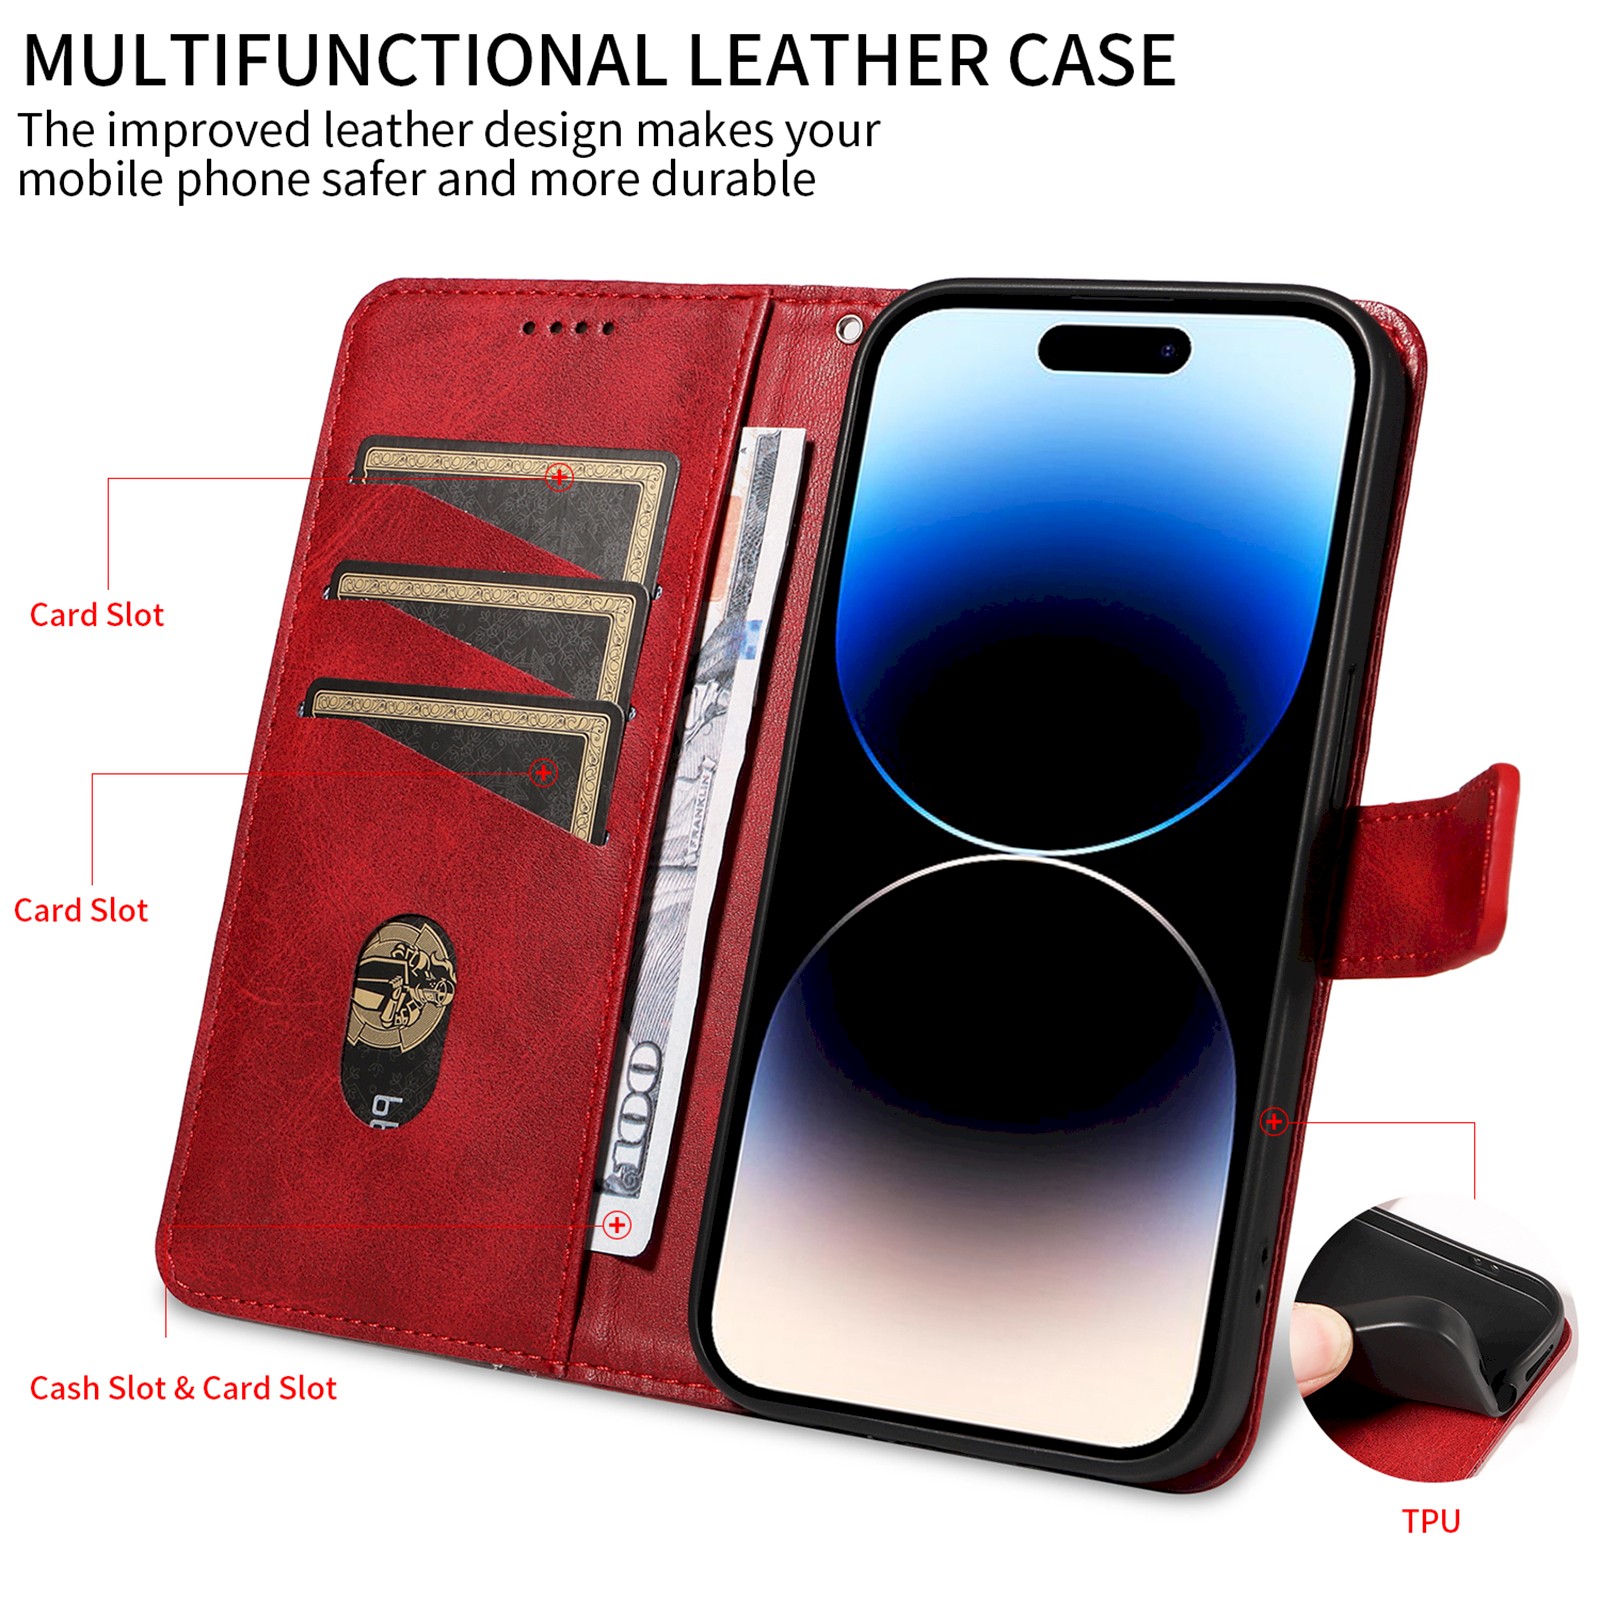 MULTIFUNCTIONAL LEATHER CASE
The improved leather design makes your
mobile phone safer and more durable
Card Slot
FRANKLIN
Card Slot
100
Cash Slot & Card Slot
TPU